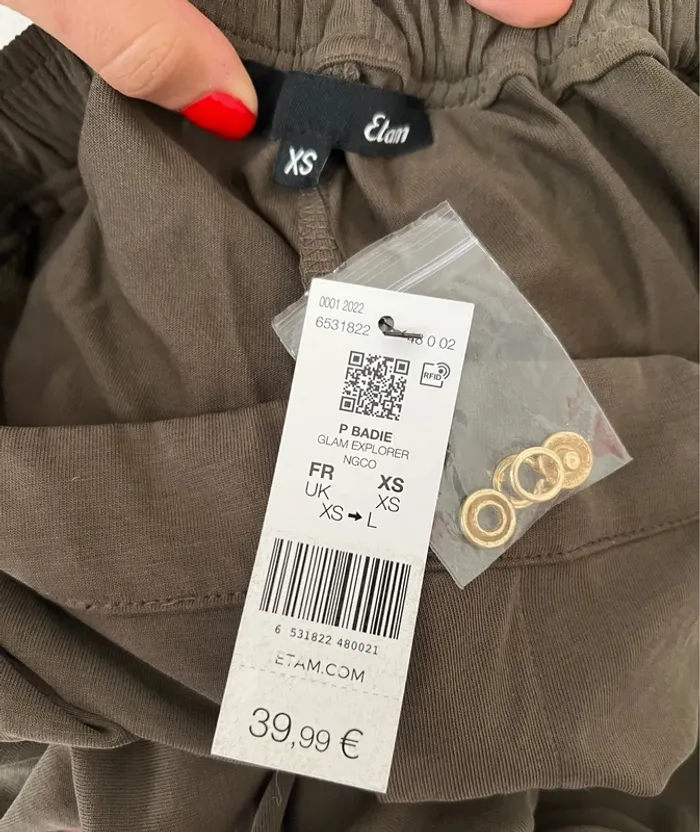 Etam
XS
0001 2022
6531822 48 0 02
RFID
P BADIE
GLAM EXPLORER
NGCO
FR XS
UK XS
XS → L
6 531822 480021
ETAM.COM
39,99 €